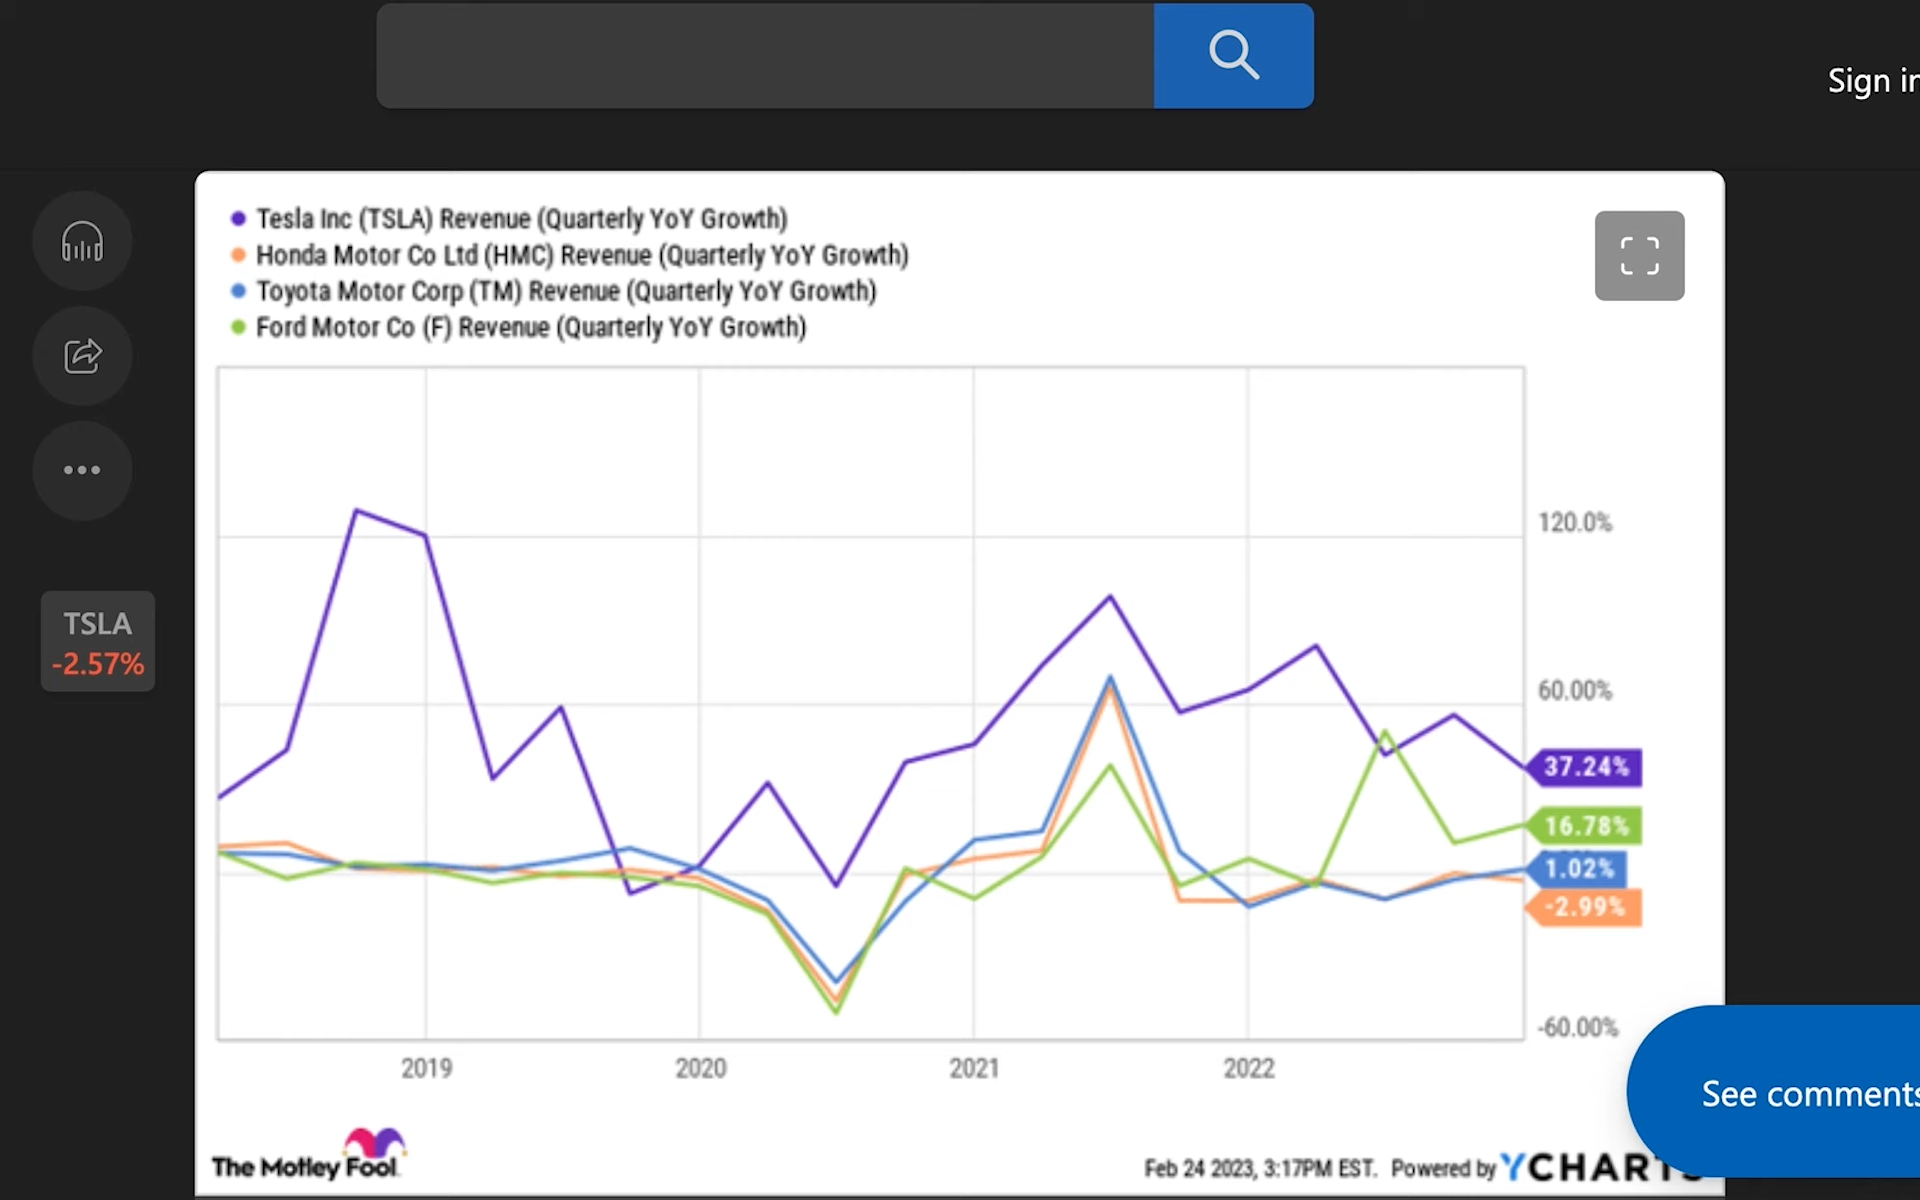 Sign in
Tesla Inc (TSLA) Revenue (Quarterly YoY Growth)
Honda Motor Co Ltd (HMC) Revenue (Quarterly YoY Growth)
Toyota Motor Corp (TM) Revenue (Quarterly YoY Growth)
Ford Motor Co (F) Revenue (Quarterly YoY Growth)
TSLA
-2.57%
120.0%
60.00%
37.24%
16.78%
1.02%
-2.99%
-60.00%
2019 2020 2021 2022
See comments
The Motley Fool
Feb 24 2023, 3:17PM EST. Powered by YCHARTS